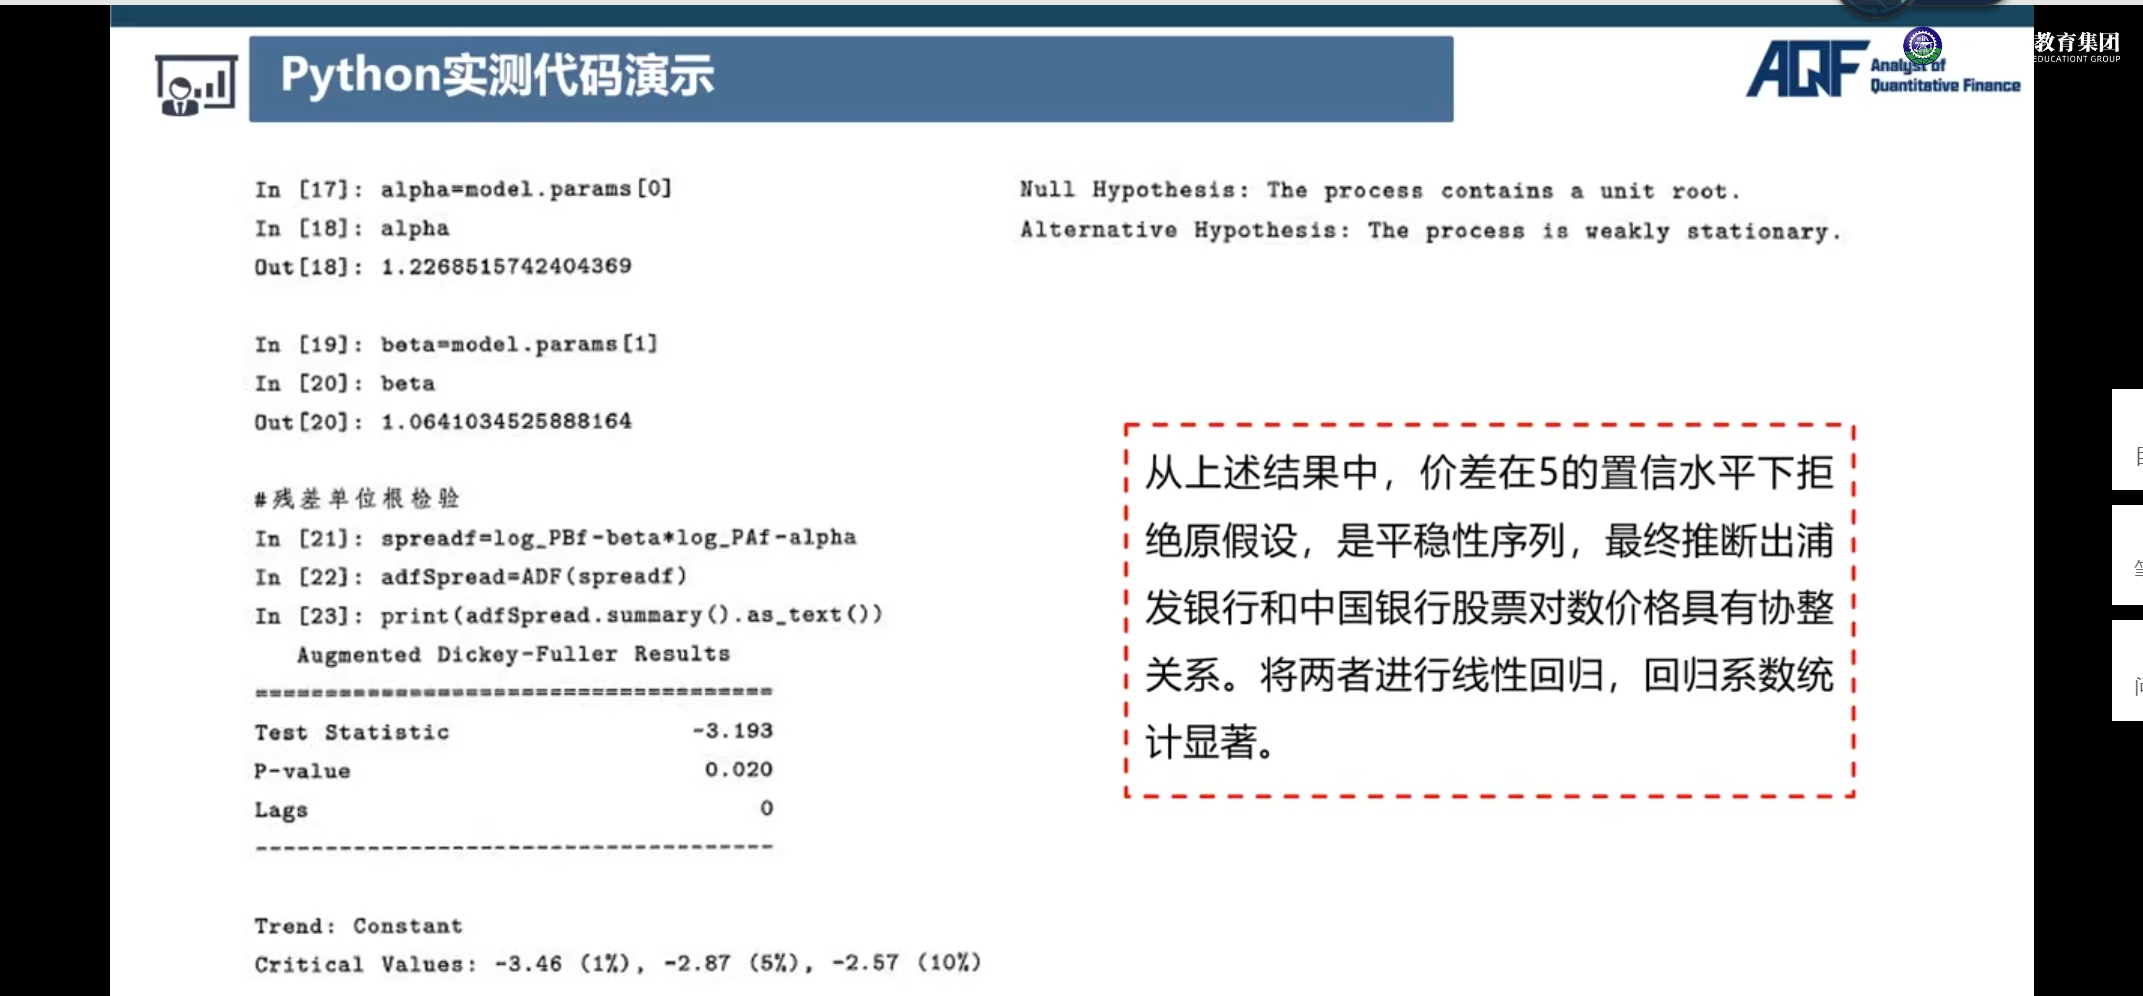 Python实测代码演示
AQF
Analyst of
Quantitative Finance
教育集团
EDUCATIONT GROUP
In [17]: alpha=model.params[0]
In [18]: alpha
Out[18]: 1.2268515742404369
In [19]: beta=model.params[1]
In [20]: beta
Out[20]: 1.0641034525888164
#残差单位根检验
In [21]: spreadf=log_PBf-beta*log_PAf-alpha
In [22]: adfSpread=ADF(spreadf)
In [23]: print(adfSpread.summary().as_text())
Augmented Dickey-Fuller Results
=====================================
Test Statistic -3.193
P-value 0.020
Lags 0
-------------------------------------
Trend: Constant
Critical Values: -3.46 (1%), -2.87 (5%), -2.57 (10%)
Null Hypothesis: The process contains a unit root.
Alternative Hypothesis: The process is weakly stationary.
从上述结果中，价差在5的置信水平下拒
绝原假设，是平稳性序列，最终推断出浦
发银行和中国银行股票对数价格具有协整
关系。将两者进行线性回归，回归系数统
计显著。